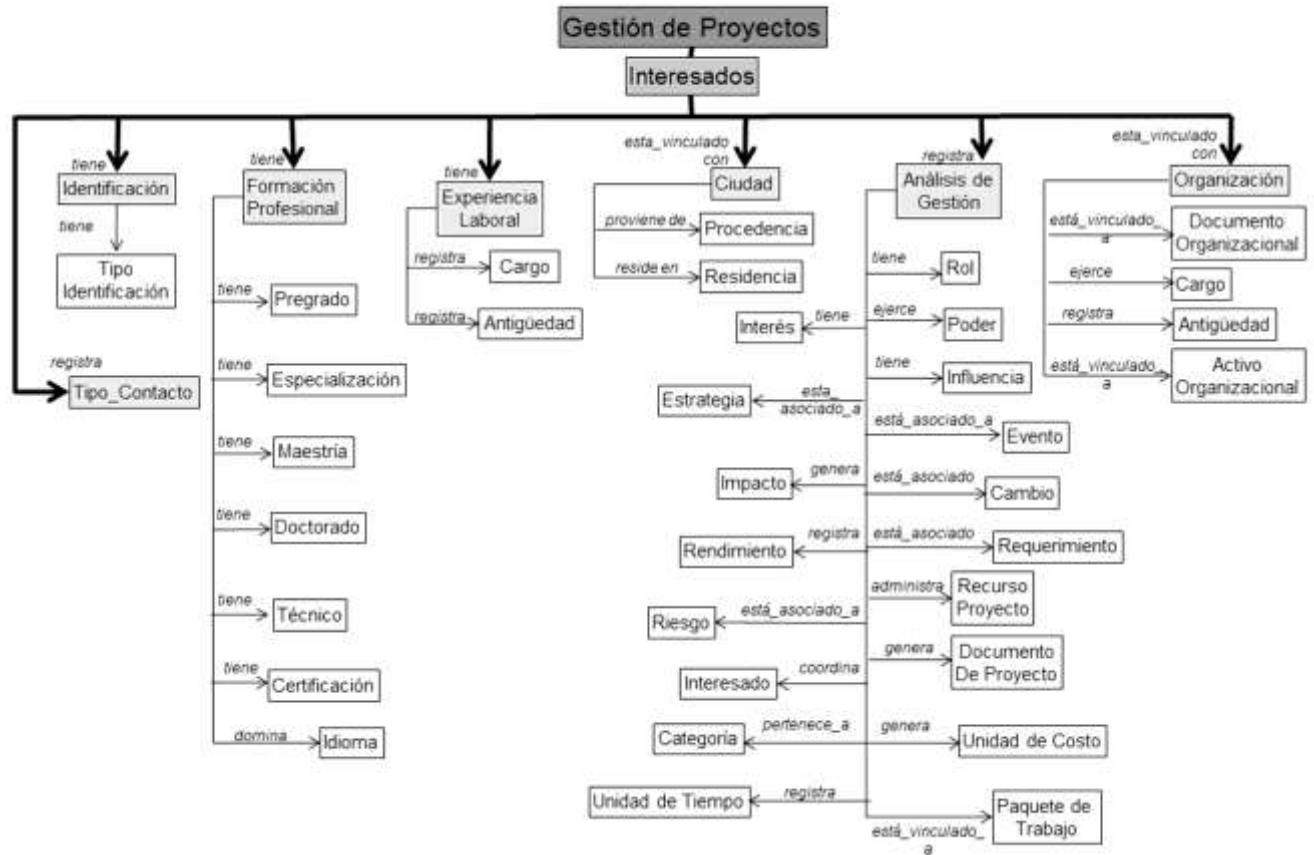 Gestión de Proyectos
Interesados
tiene
Identificación
tiene
Tipo
Identificación
registra
Tipo_Contacto
tiene
Formación
Profesional
tiene
Pregrado
tiene
Especialización
tiene
Maestría
tiene
Doctorado
tiene
Técnico
tiene
Certificación
domina
Idioma
tiene
Experiencia
Laboral
registra
Cargo
registra
Antigüedad
esta_vinculado
con
Ciudad
proviene de
Procedencia
reside en
Residencia
registra
Análisis de
Gestión
tiene
Rol
tiene
Interés
ejerce
Poder
tiene
Influencia
esta_
asociado_a
Estrategia
está_asociado_a
Evento
genera
Impacto
está_asociado
Cambio
registra
Rendimiento
está_asociado
Requerimiento
administra
Recurso
Proyecto
está_asociado_a
Riesgo
genera
Documento
De Proyecto
coordina
Interesado
pertenece_a
Categoría
genera
Unidad de Costo
registra
Unidad de Tiempo
está_vinculado_
a
Paquete de
Trabajo
esta_vinculado
con
Organización
está_vinculado_
a
Documento
Organizacional
ejerce
Cargo
registra
Antigüedad
está_vinculado_
a
Activo
Organizacional